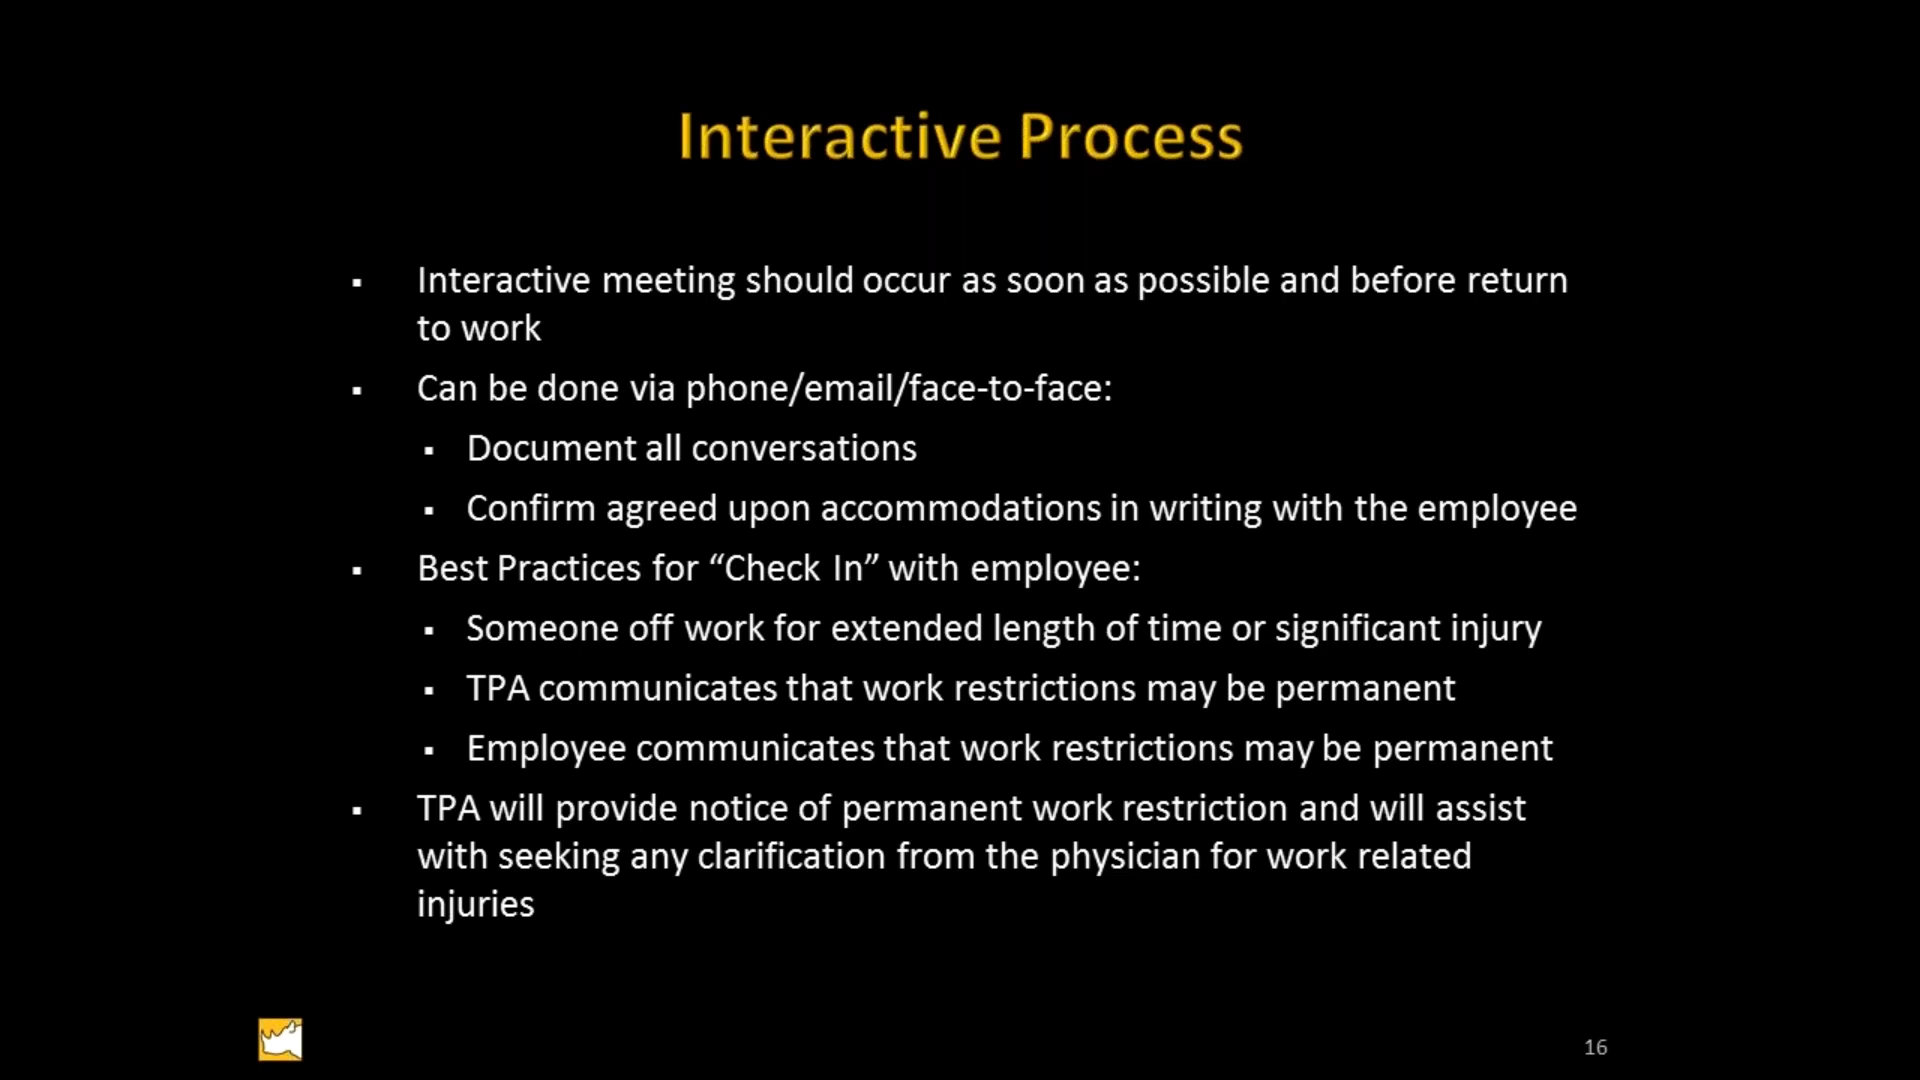 Interactive Process
▪ Interactive meeting should occur as soon as possible and before return
to work
▪ Can be done via phone/email/face-to-face:
▪ Document all conversations
▪ Confirm agreed upon accommodations in writing with the employee
▪ Best Practices for “Check In” with employee:
▪ Someone off work for extended length of time or significant injury
▪ TPA communicates that work restrictions may be permanent
▪ Employee communicates that work restrictions may be permanent
▪ TPA will provide notice of permanent work restriction and will assist
with seeking any clarification from the physician for work related
injuries
16